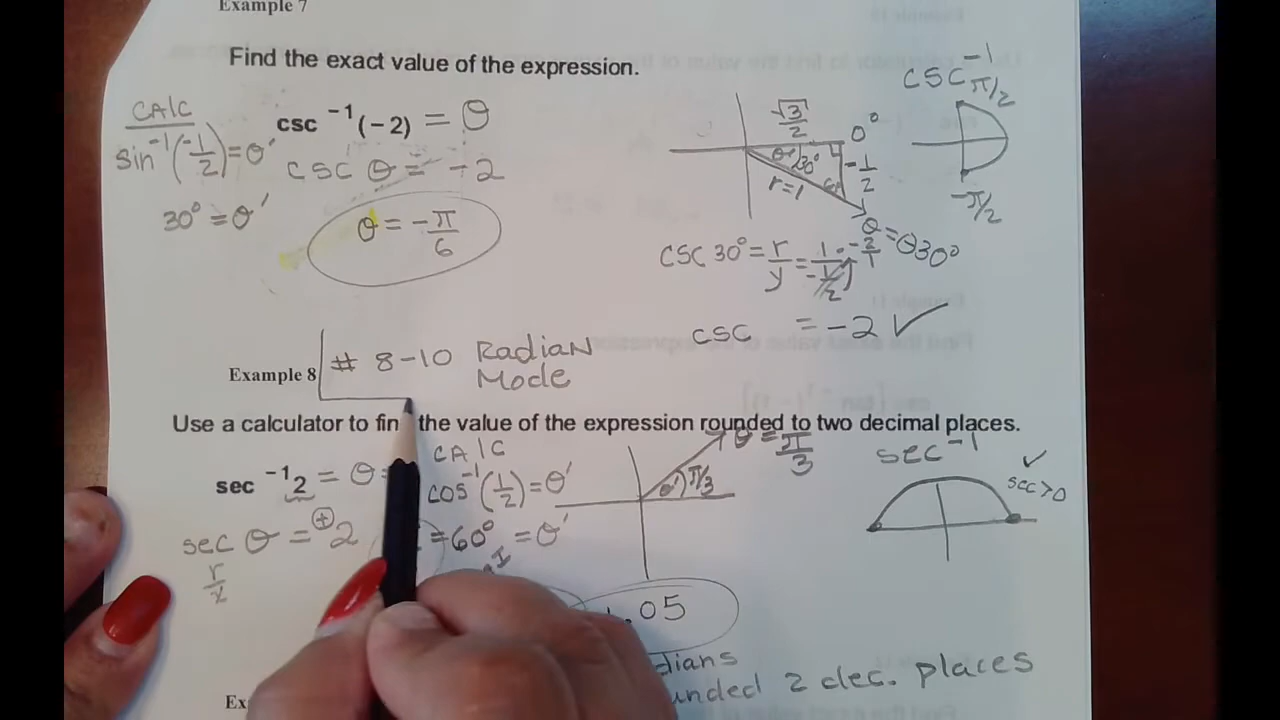 Example 7
Find the exact value of the expression.
csc⁻¹(-2) = θ
CAlC
sin⁻¹(-1/2) = θ'
30° = θ'
csc θ = -2
θ = -π/6
√3/2
0°
θ' 30°
-1/2
r=1
θ = θ30°
csc⁻¹
π/2
-π/2
csc 30° = r/y = 1/(-1/2) · -2/1
csc = -2 ✓
Example 8
# 8-10 Radian
Mode
Use a calculator to fin the value of the expression rounded to two decimal places.
sec⁻¹2 = θ
sec θ = ⊕2
r/x
CAlC
cos⁻¹(1/2) = θ'
= 60° = θ'
θ = π/3
θ' π/3
sec⁻¹
✓
sec>0
.05
dians
unded 2 dec. places
Ex